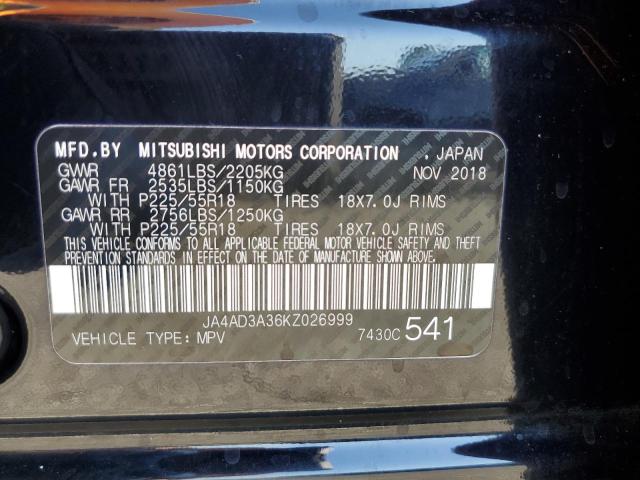 MFD.BY MITSUBISHI MOTORS CORPORATION . JAPAN
GVWR 4861LBS/2205KG NOV 2018
GAWR FR 2535LBS/1150KG
WITH P225/55R18 TIRES 18X7.0J RIMS
GAWR RR 2756LBS/1250KG
WITH P225/55R18 TIRES 18X7.0J RIMS
THIS VEHICLE CONFORMS TO ALL APPLICABLE FEDERAL MOTOR VEHICLE SAFETY AND THEFT
PREVENTION STANDARDS IN EFFECT ON THE DATE OF MANUFACTURE SHOWN ABOVE.
JA4AD3A36KZ026999
VEHICLE TYPE: MPV 7430C 541